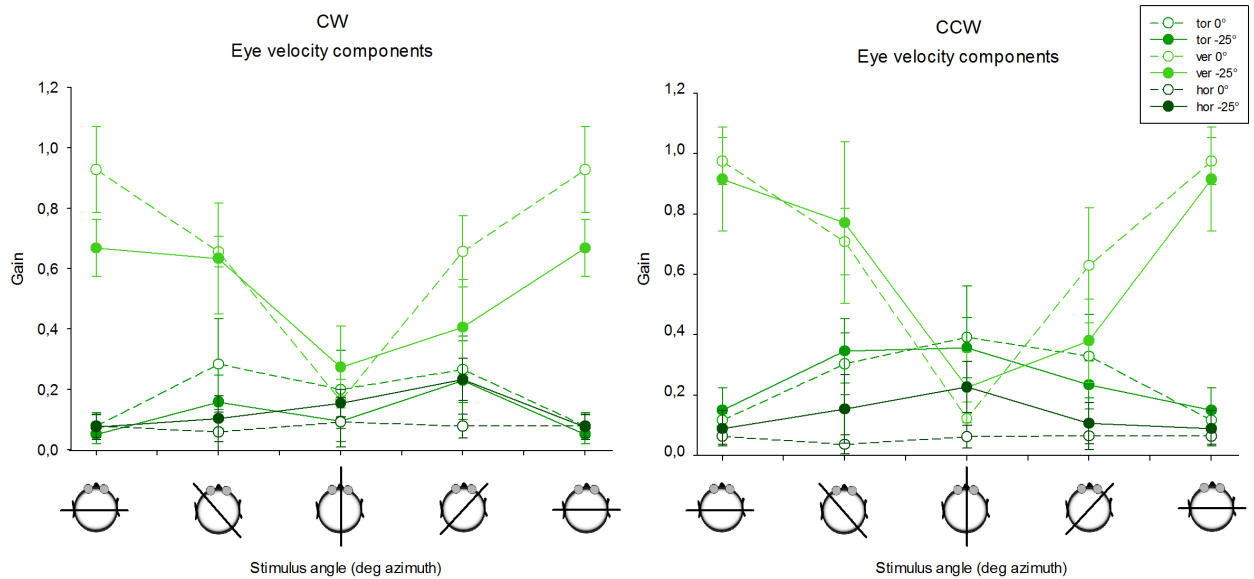 CW
Eye velocity components
1,2
1,0
0,8
0,6
0,4
0,2
0,0
Gain
Stimulus angle (deg azimuth)
CCW
Eye velocity components
1,2
1,0
0,8
0,6
0,4
0,2
0,0
Gain
Stimulus angle (deg azimuth)
tor 0°
tor -25°
ver 0°
ver -25°
hor 0°
hor -25°